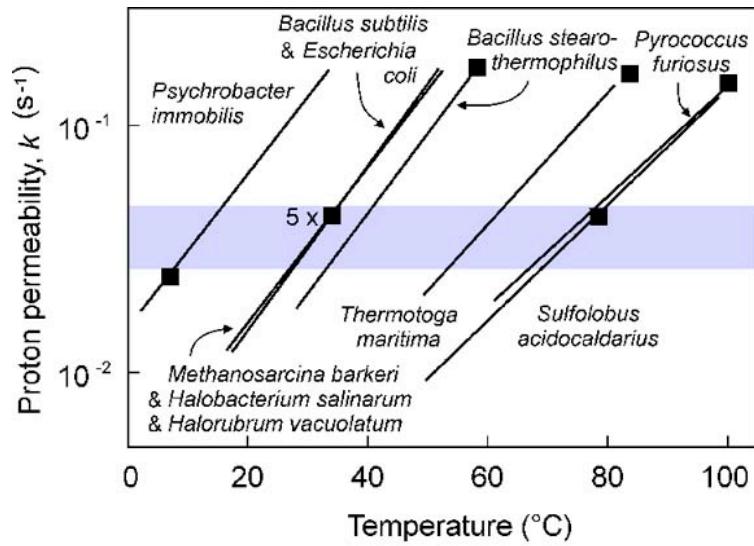 Bacillus subtilis
& Escherichia
coli
Bacillus stearo-
thermophilus
Pyrococcus
furiosus
Psychrobacter
immobilis
Proton permeability, k (s-1)
10-1
10-2
5 x
Thermotoga
maritima
Sulfolobus
acidocaldarius
Methanosarcina barkeri
& Halobacterium salinarum
& Halorubrum vacuolatum
0 20 40 60 80 100
Temperature (°C)